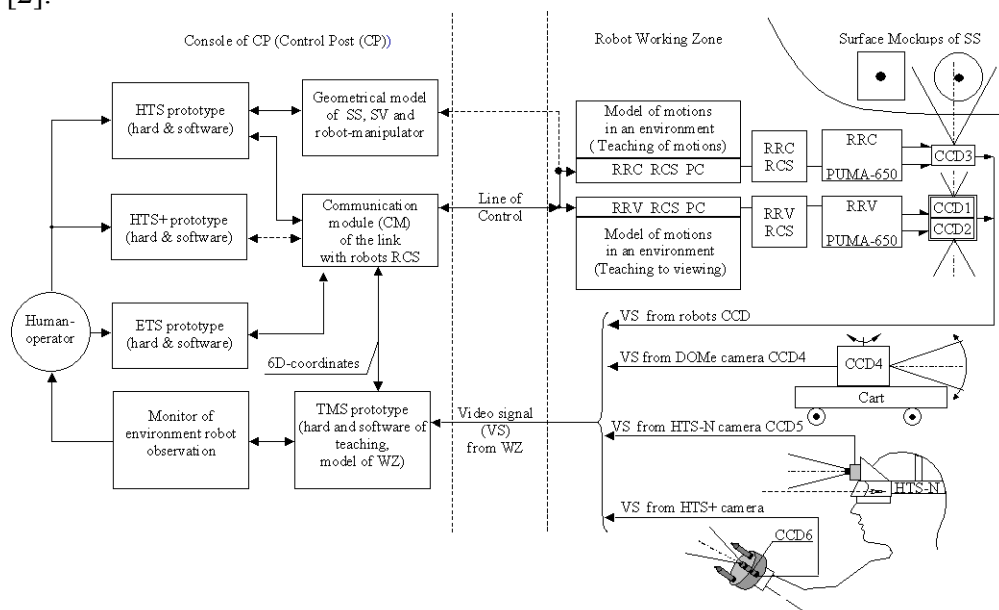 [2].
Console of CP (Control Post (CP))
Robot Working Zone
Surface Mockups of SS
HTS prototype
(hard & software)
Geometrical model
of SS, SV and
robot-manipulator
Model of motions
in an environment
(Teaching of motions)
RRC RCS PC
RRC
RCS
RRC
PUMA-650
CCD3
HTS+ prototype
(hard & software)
Communication
module (CM)
of the link
with robots RCS
Line of
Control
RRV RCS PC
Model of motions
in an environment
(Teaching to viewing)
RRV
RCS
RRV
PUMA-650
CCD1
CCD2
Human-
operator
ETS prototype
(hard & software)
6D-coordinates
VS from robots CCD
VS from DOMe camera CCD4
CCD4
Cart
Monitor of
environment robot
observation
TMS prototype
(hard and software of
teaching,
model of WZ)
Video signal
(VS)
from WZ
VS from HTS-N camera CCD5
HTS-N
VS from HTS+ camera
CCD6